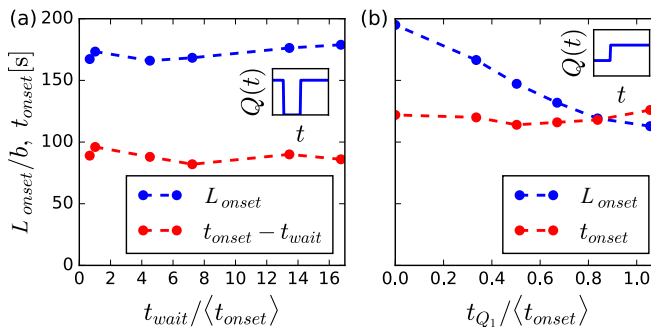 (a)
(b)
L_onset/b, t_onset[s]
200
150
100
50
0
Q(t)
t
L_onset
t_onset − t_wait
0 2 4 6 8 10 12 14 16
t_wait/⟨t_onset⟩
Q(t)
t
L_onset
t_onset
0.0 0.2 0.4 0.6 0.8 1.0
t_Q₁/⟨t_onset⟩